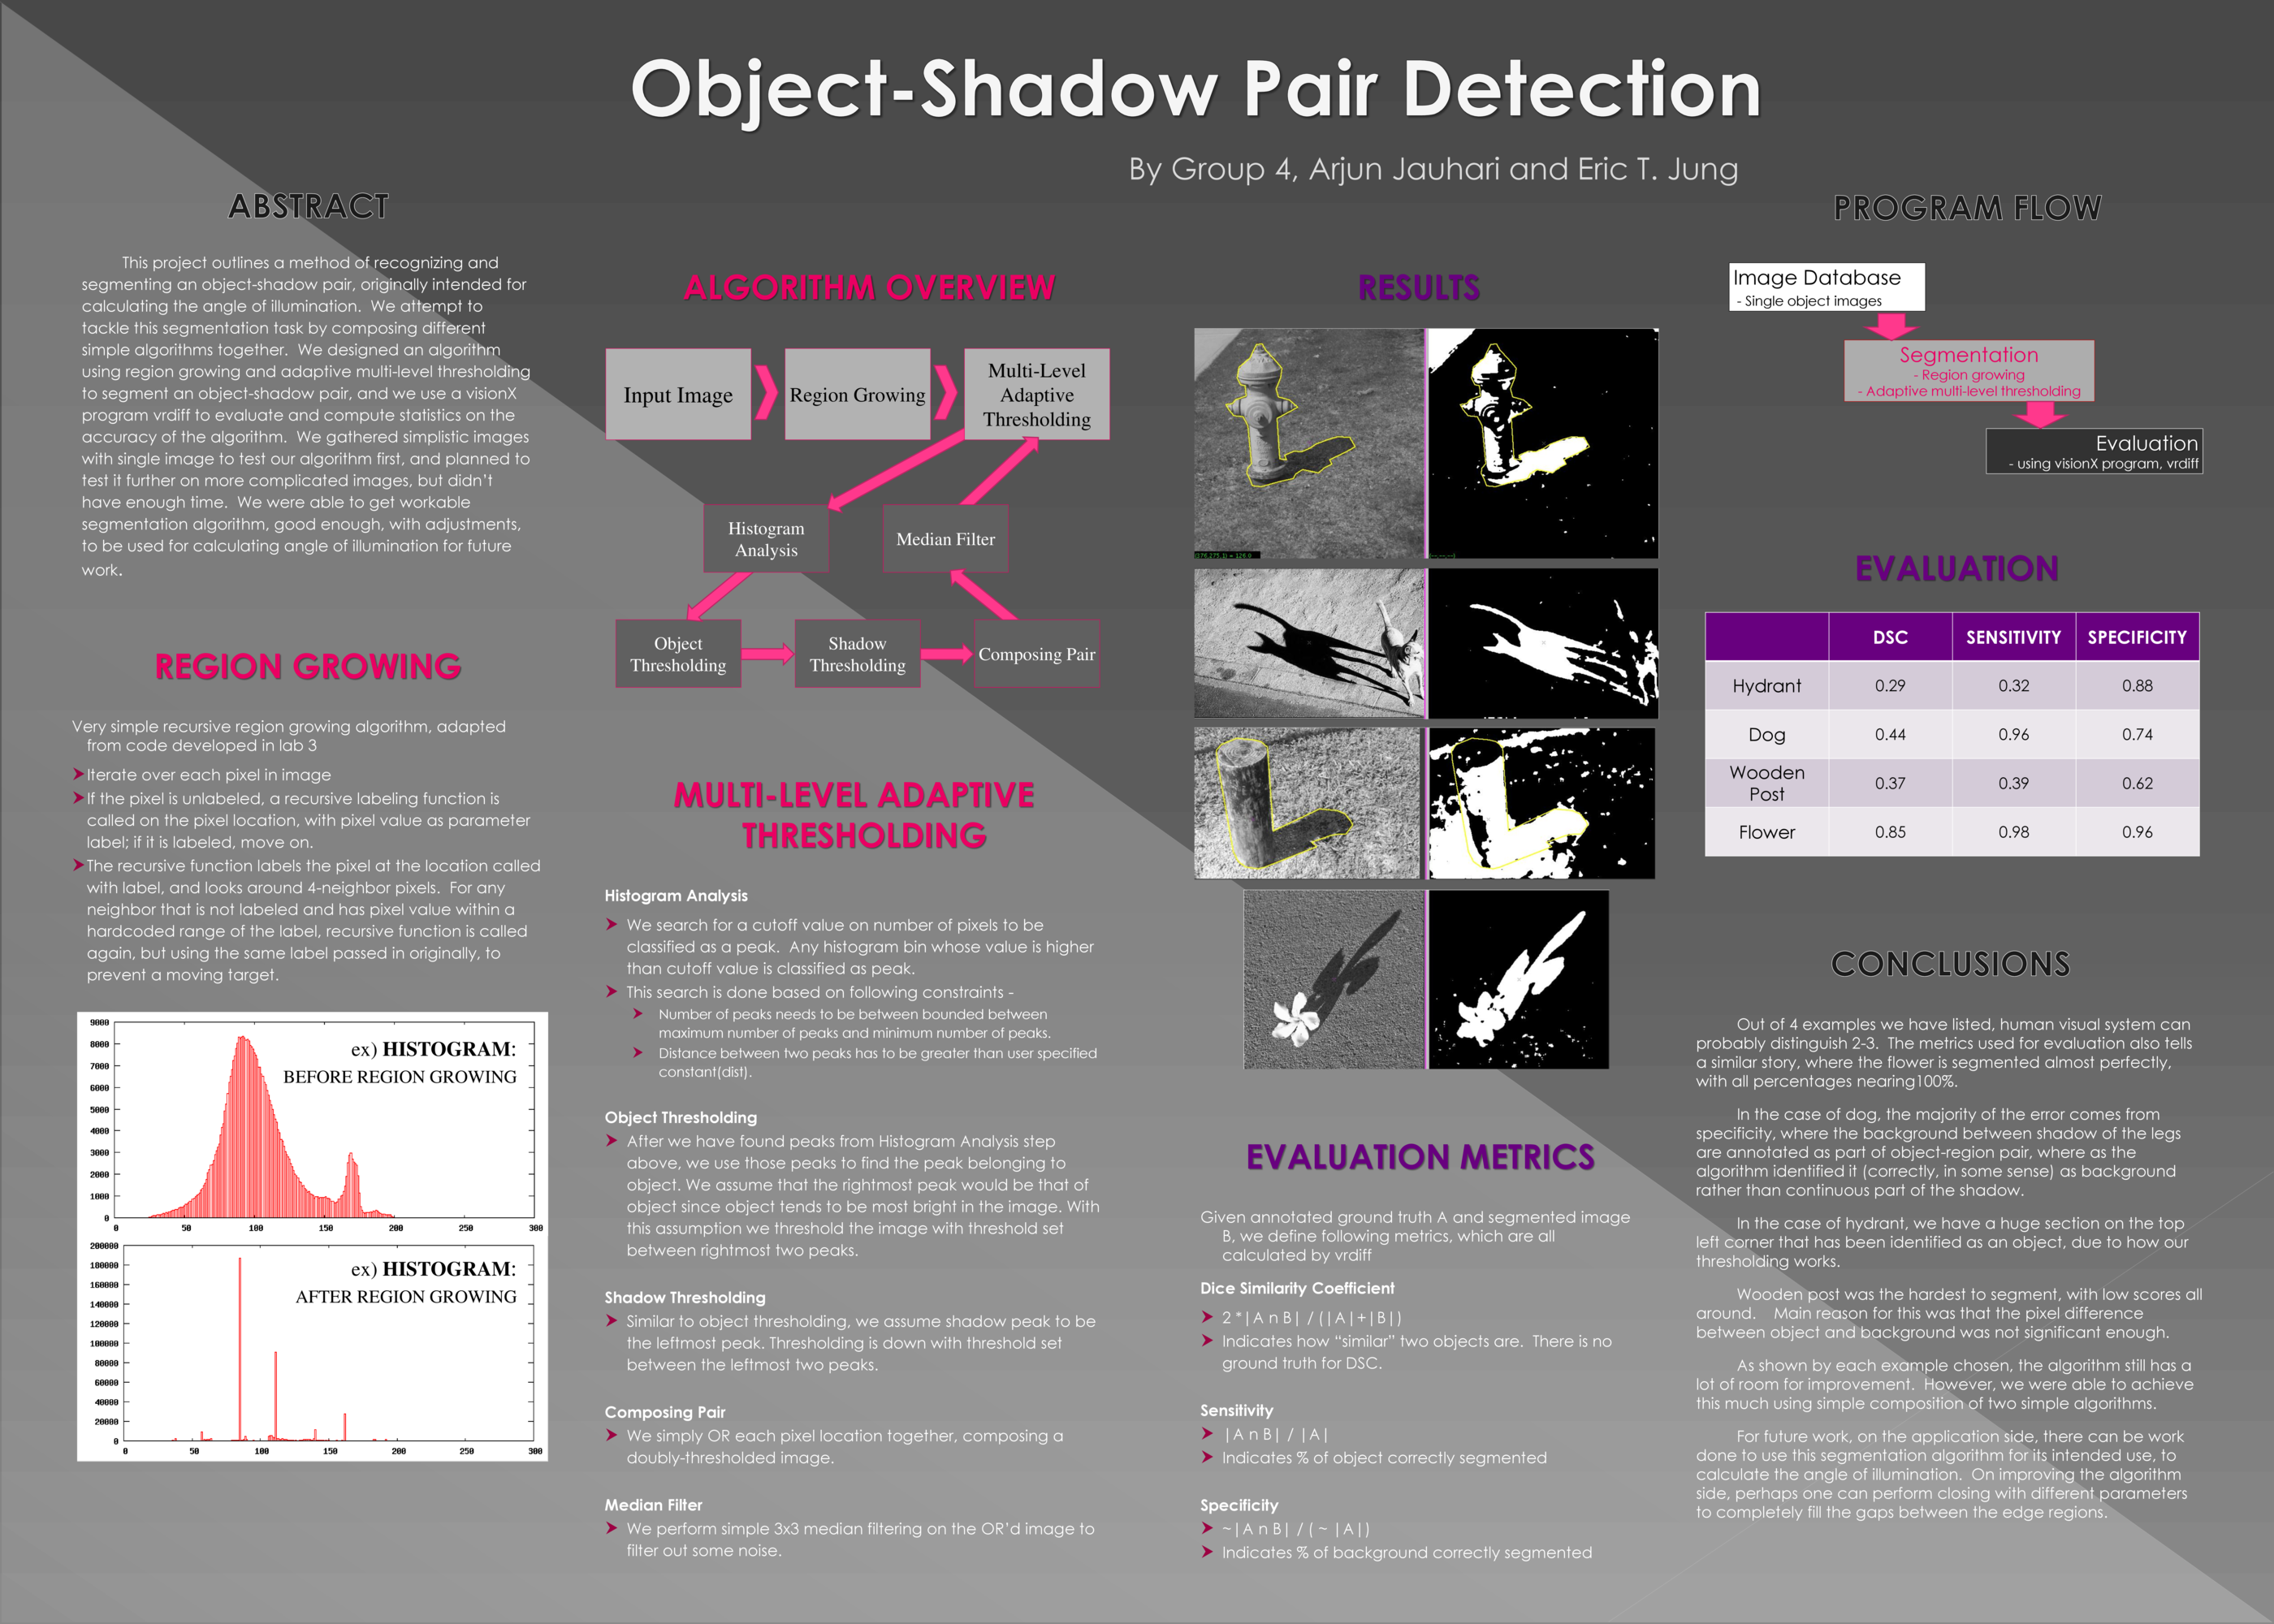 Object-Shadow Pair Detection
By Group 4, Arjun Jauhari and Eric T. Jung
ABSTRACT
This project outlines a method of recognizing and
segmenting an object-shadow pair, originally intended for
calculating the angle of illumination. We attempt to
tackle this segmentation task by composing different
simple algorithms together. We designed an algorithm
using region growing and adaptive multi-level thresholding
to segment an object-shadow pair, and we use a visionX
program vrdiff to evaluate and compute statistics on the
accuracy of the algorithm. We gathered simplistic images
with single image to test our algorithm first, and planned to
test it further on more complicated images, but didn't
have enough time. We were able to get workable
segmentation algorithm, good enough, with adjustments,
to be used for calculating angle of illumination for future
work.
REGION GROWING
Very simple recursive region growing algorithm, adapted
from code developed in lab 3
Iterate over each pixel in image
If the pixel is unlabeled, a recursive labeling function is
called on the pixel location, with pixel value as parameter
label; if it is labeled, move on.
The recursive function labels the pixel at the location called
with label, and looks around 4-neighbor pixels. For any
neighbor that is not labeled and has pixel value within a
hardcoded range of the label, recursive function is called
again, but using the same label passed in originally, to
prevent a moving target.
ex) HISTOGRAM:
BEFORE REGION GROWING
9000
8000
7000
6000
5000
4000
3000
2000
1000
0
0 50 100 150 200 250 300
ex) HISTOGRAM:
AFTER REGION GROWING
200000
180000
160000
140000
120000
100000
80000
60000
40000
20000
0
0 50 100 150 200 250 300
ALGORITHM OVERVIEW
Input Image
Region Growing
Multi-Level
Adaptive
Thresholding
Histogram
Analysis
Median Filter
Object
Thresholding
Shadow
Thresholding
Composing Pair
MULTI-LEVEL ADAPTIVE
THRESHOLDING
Histogram Analysis
We search for a cutoff value on number of pixels to be
classified as a peak. Any histogram bin whose value is higher
than cutoff value is classified as peak.
This search is done based on following constraints -
Number of peaks needs to be between bounded between
maximum number of peaks and minimum number of peaks.
Distance between two peaks has to be greater than user specified
constant(dist).
Object Thresholding
After we have found peaks from Histogram Analysis step
above, we use those peaks to find the peak belonging to
object. We assume that the rightmost peak would be that of
object since object tends to be most bright in the image. With
this assumption we threshold the image with threshold set
between rightmost two peaks.
Shadow Thresholding
Similar to object thresholding, we assume shadow peak to be
the leftmost peak. Thresholding is down with threshold set
between the leftmost two peaks.
Composing Pair
We simply OR each pixel location together, composing a
doubly-thresholded image.
Median Filter
We perform simple 3x3 median filtering on the OR'd image to
filter out some noise.
RESULTS
(376,275,1) = 126.0
EVALUATION METRICS
Given annotated ground truth A and segmented image
B, we define following metrics, which are all
calculated by vrdiff
Dice Similarity Coefficient
2 *|A n B| / (|A|+|B|)
Indicates how “similar” two objects are. There is no
ground truth for DSC.
Sensitivity
|A n B| / |A|
Indicates % of object correctly segmented
Specificity
~|A n B| / ( ~ |A|)
Indicates % of background correctly segmented
PROGRAM FLOW
Image Database
- Single object images
Segmentation
- Region growing
- Adaptive multi-level thresholding
Evaluation
- using visionX program, vrdiff
EVALUATION
DSC SENSITIVITY SPECIFICITY
Hydrant 0.29 0.32 0.88
Dog 0.44 0.96 0.74
Wooden
Post 0.37 0.39 0.62
Flower 0.85 0.98 0.96
CONCLUSIONS
Out of 4 examples we have listed, human visual system can
probably distinguish 2-3. The metrics used for evaluation also tells
a similar story, where the flower is segmented almost perfectly,
with all percentages nearing100%.
In the case of dog, the majority of the error comes from
specificity, where the background between shadow of the legs
are annotated as part of object-region pair, where as the
algorithm identified it (correctly, in some sense) as background
rather than continuous part of the shadow.
In the case of hydrant, we have a huge section on the top
left corner that has been identified as an object, due to how our
thresholding works.
Wooden post was the hardest to segment, with low scores all
around. Main reason for this was that the pixel difference
between object and background was not significant enough.
As shown by each example chosen, the algorithm still has a
lot of room for improvement. However, we were able to achieve
this much using simple composition of two simple algorithms.
For future work, on the application side, there can be work
done to use this segmentation algorithm for its intended use, to
calculate the angle of illumination. On improving the algorithm
side, perhaps one can perform closing with different parameters
to completely fill the gaps between the edge regions.